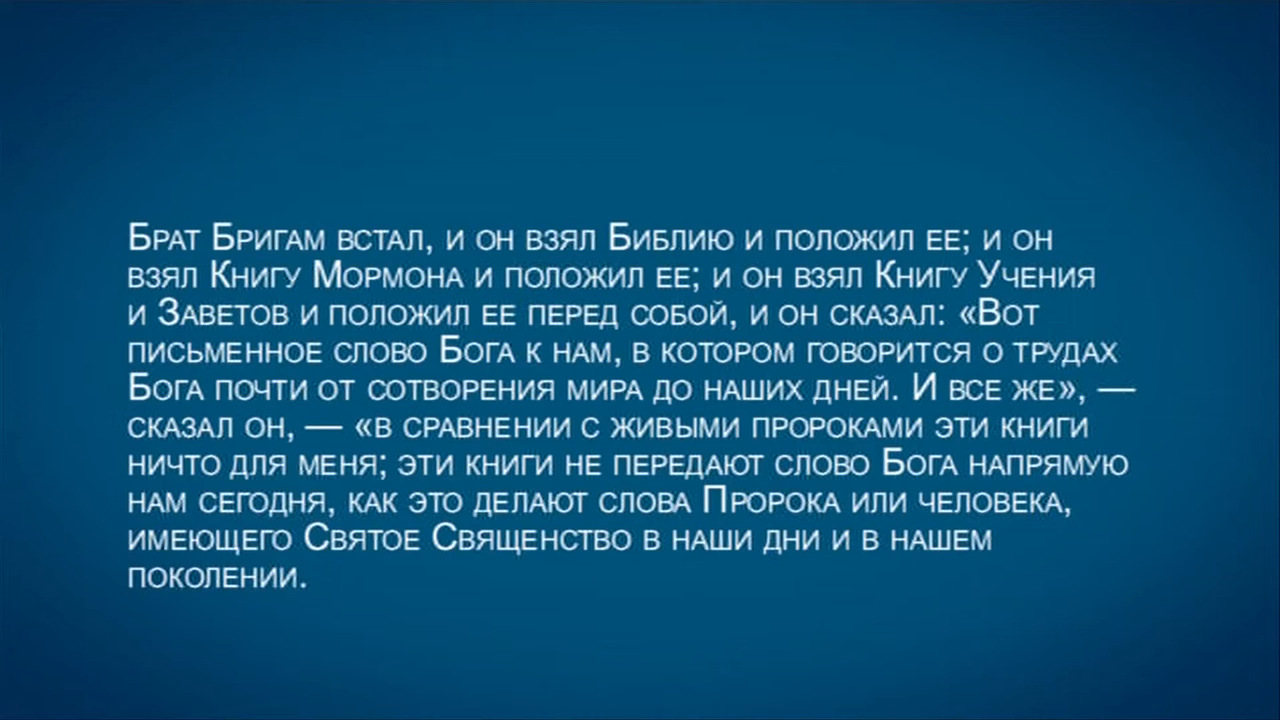 Брат Бригам встал, и он взял Библию и положил ее; и он
взял Книгу Мормона и положил ее; и он взял Книгу Учения
и Заветов и положил ее перед собой, и он сказал: «Вот
письменное слово Бога к нам, в котором говорится о трудах
Бога почти от сотворения мира до наших дней. И все же», —
сказал он, — «в сравнении с живыми пророками эти книги
ничто для меня; эти книги не передают слово Бога напрямую
нам сегодня, как это делают слова Пророка или человека,
имеющего Святое Священство в наши дни и в нашем
поколении.